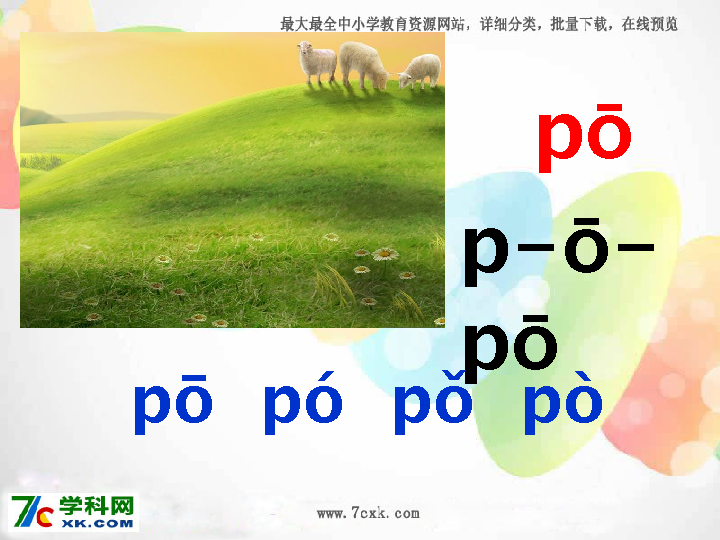 最大最全中小学教育资源网站，详细分类，批量下载，在线预览
pō
p-ō-
pō
pō pó pǒ pò
7c 学科网
XK.COM
www.7cxk.com